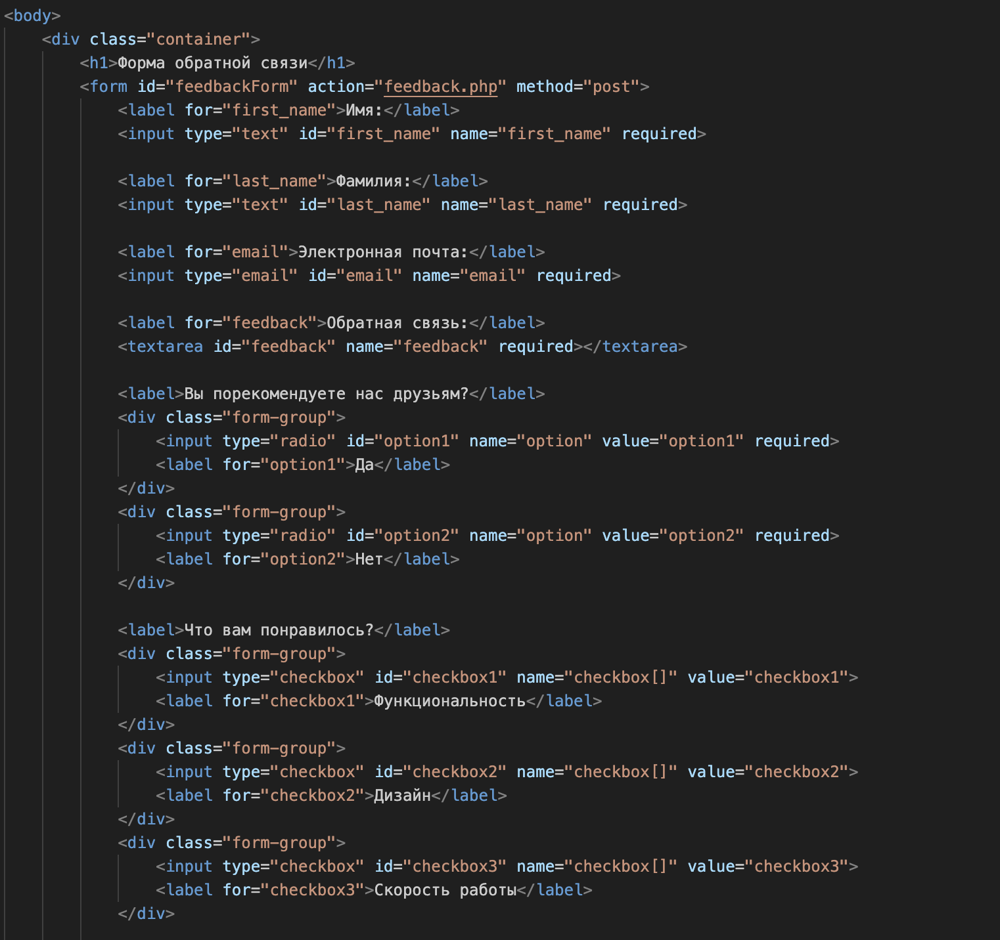 <body>
<div class="container">
<h1>Форма обратной связи</h1>
<form id="feedbackForm" action="feedback.php" method="post">
<label for="first_name">Имя:</label>
<input type="text" id="first_name" name="first_name" required>
<label for="last_name">Фамилия:</label>
<input type="text" id="last_name" name="last_name" required>
<label for="email">Электронная почта:</label>
<input type="email" id="email" name="email" required>
<label for="feedback">Обратная связь:</label>
<textarea id="feedback" name="feedback" required></textarea>
<label>Вы порекомендуете нас друзьям?</label>
<div class="form-group">
<input type="radio" id="option1" name="option" value="option1" required>
<label for="option1">Да</label>
</div>
<div class="form-group">
<input type="radio" id="option2" name="option" value="option2" required>
<label for="option2">Нет</label>
</div>
<label>Что вам понравилось?</label>
<div class="form-group">
<input type="checkbox" id="checkbox1" name="checkbox[]" value="checkbox1">
<label for="checkbox1">Функциональность</label>
</div>
<div class="form-group">
<input type="checkbox" id="checkbox2" name="checkbox[]" value="checkbox2">
<label for="checkbox2">Дизайн</label>
</div>
<div class="form-group">
<input type="checkbox" id="checkbox3" name="checkbox[]" value="checkbox3">
<label for="checkbox3">Скорость работы</label>
</div>